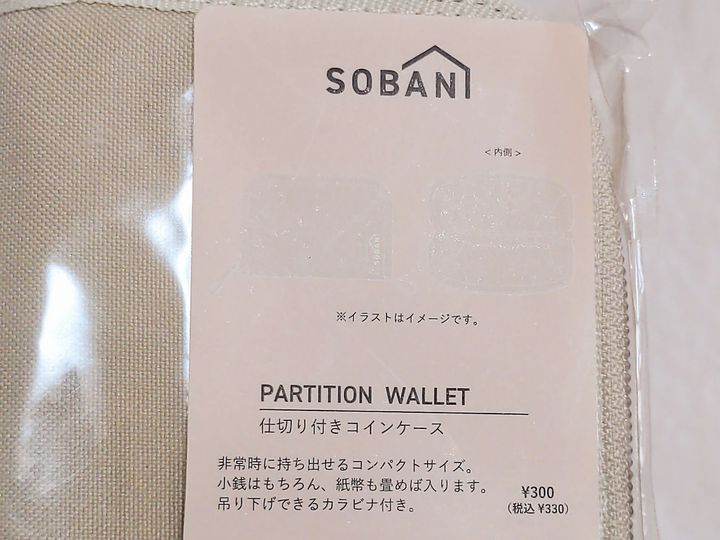 SOBANI
<内側>
SOBANI
※イラストはイメージです。
PARTITION WALLET
仕切り付きコインケース
非常時に持ち出せるコンパクトサイズ。
小銭はもちろん、紙幣も畳めば入ります。
吊り下げできるカラビナ付き。
¥300
(税込 ¥330)